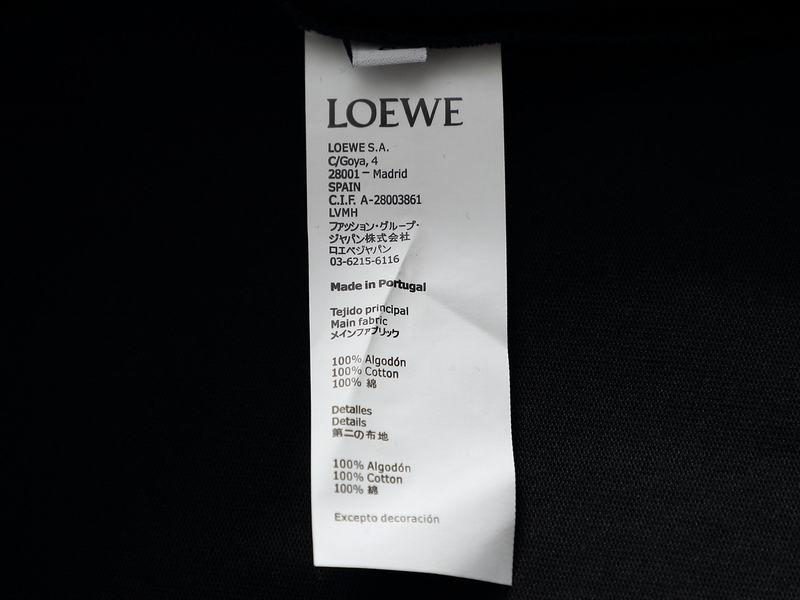 LOEWE
LOEWE S.A.
C/Goya, 4
28001 – Madrid
SPAIN
C.I.F. A-28003861
LVMH
ファッション・グループ・
ジャパン株式会社
ロエベジャパン
03-6215-6116
Made in Portugal
Tejido principal
Main fabric
メインファブリック
100% Algodón
100% Cotton
100% 綿
Detalles
Details
第二の布地
100% Algodón
100% Cotton
100% 綿
Excepto decoración